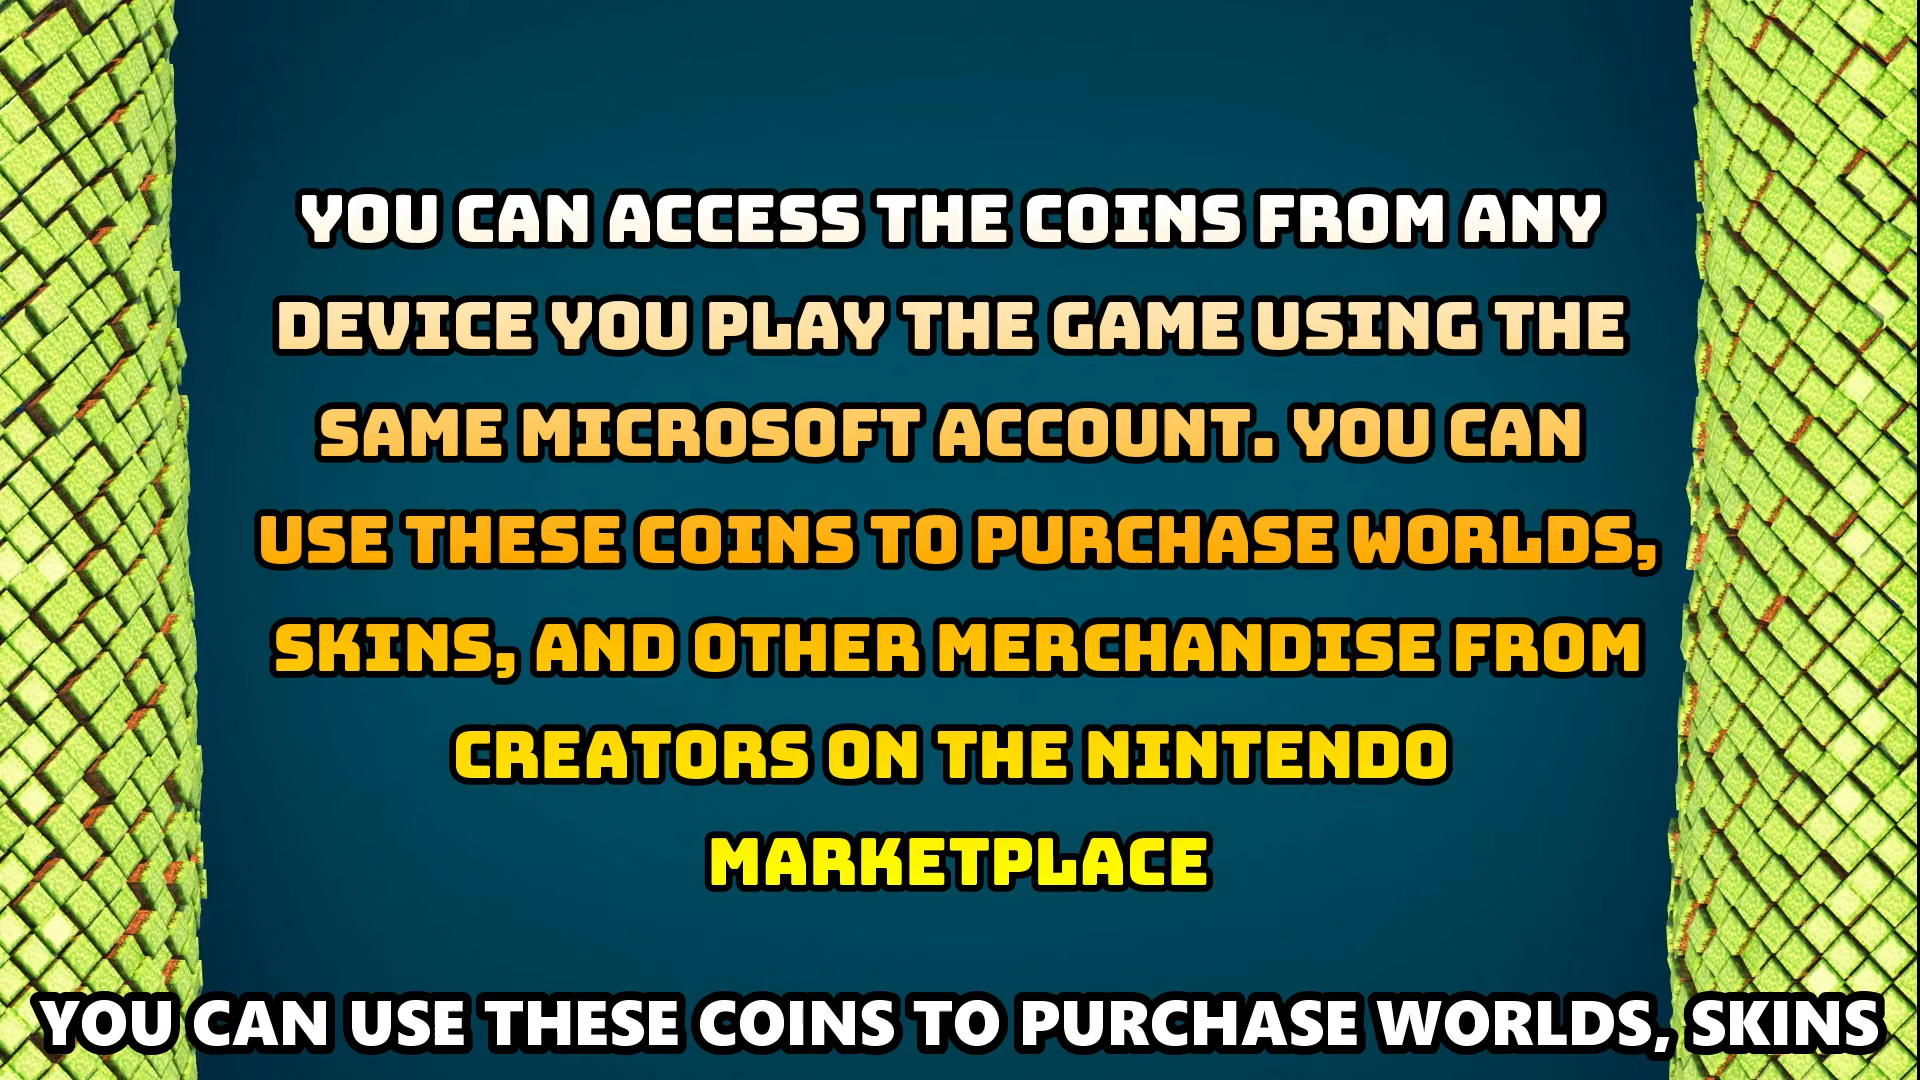 YOU CAN ACCESS THE COINS FROM ANY
DEVICE YOU PLAY THE GAME USING THE
SAME MICROSOFT ACCOUNT. YOU CAN
USE THESE COINS TO PURCHASE WORLDS,
SKINS, AND OTHER MERCHANDISE FROM
CREATORS ON THE NINTENDO
MARKETPLACE
YOU CAN USE THESE COINS TO PURCHASE WORLDS, SKINS